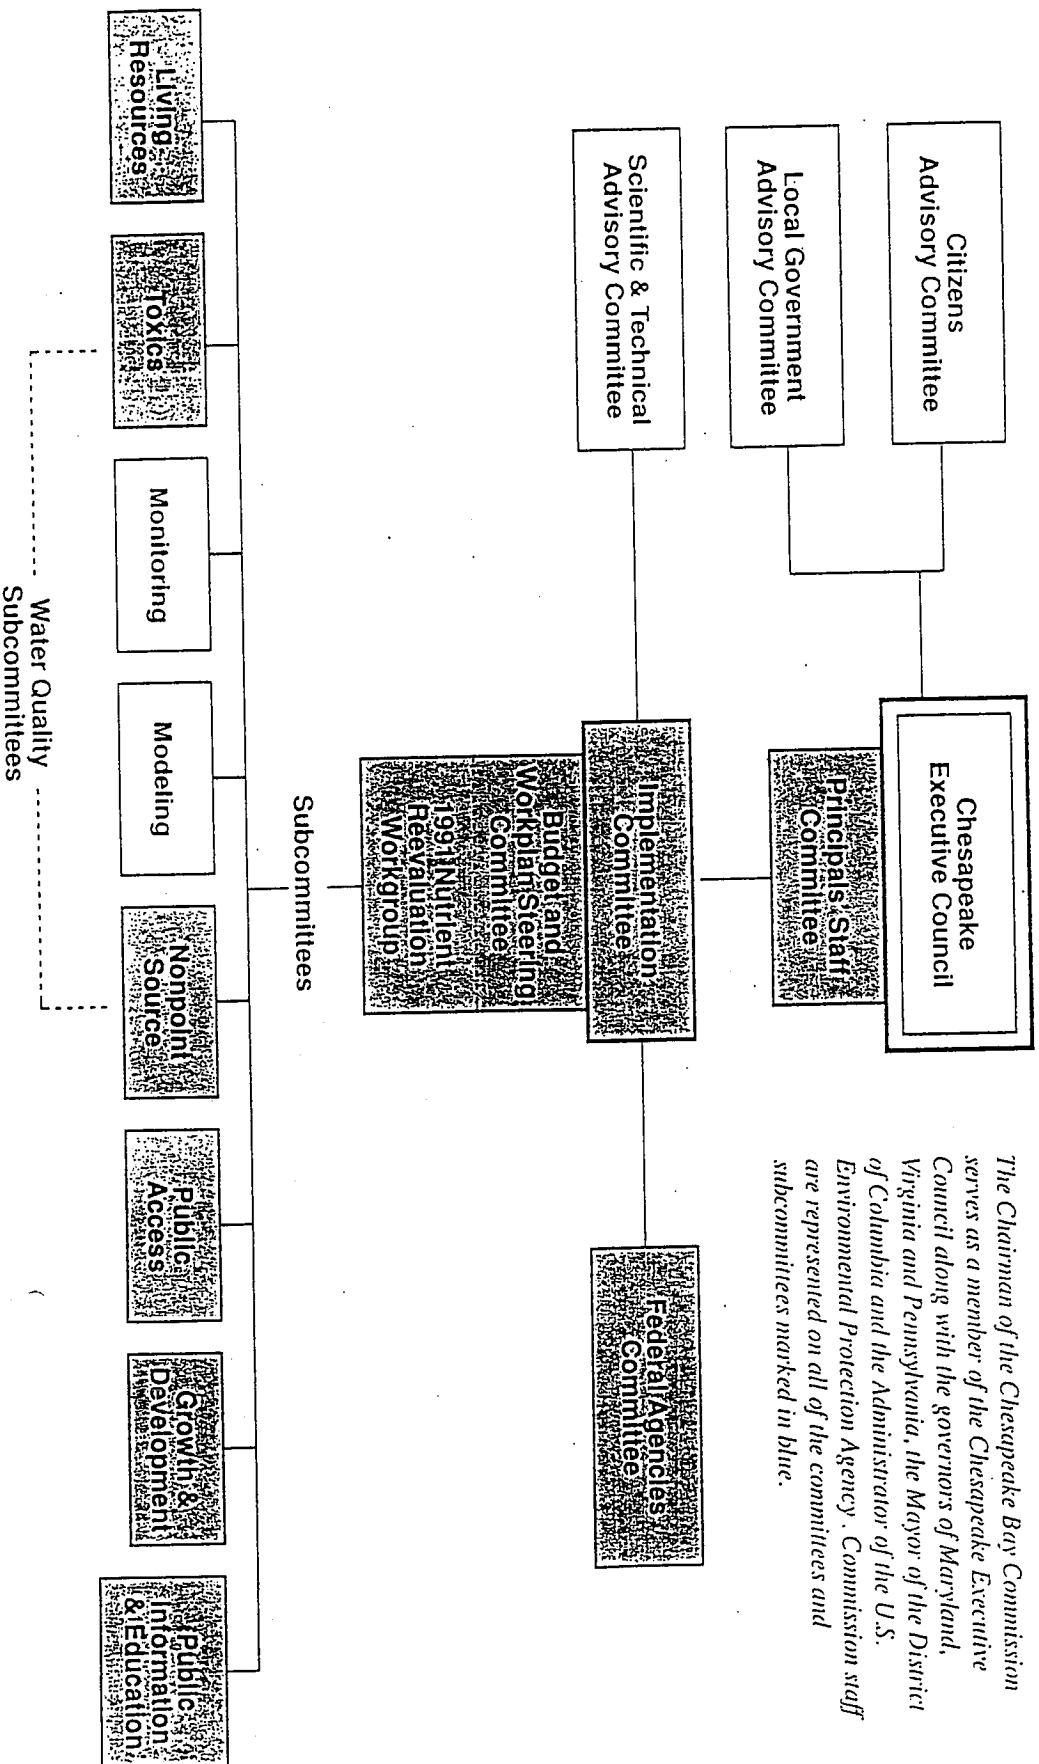 Chesapeake
Executive Council
The Chairman of the Chesapeake Bay Commission
serves as a member of the Chesapeake Executive
Council along with the governors of Maryland,
Virginia and Pennsylvania, the Mayor of the District
of Columbia and the Administrator of the U.S.
Environmental Protection Agency. Commission staff
are represented on all of the committees and
subcommittees marked in blue.
Citizens
Advisory Committee
Principals' Staff
Committee
Local Government
Advisory Committee
Scientific & Technical
Advisory Committee
Implementation
Committee
Federal Agencies
Committee
Budget and
Workplan Steering
Committee
1991 Nutrient
Reevaluation
Workgroup
Subcommittees
Living
Resources
Toxics
Monitoring
Modeling
Nonpoint
Source
Public
Access
Growth &
Development
Public
Information
& Education
Water Quality
Subcommittees